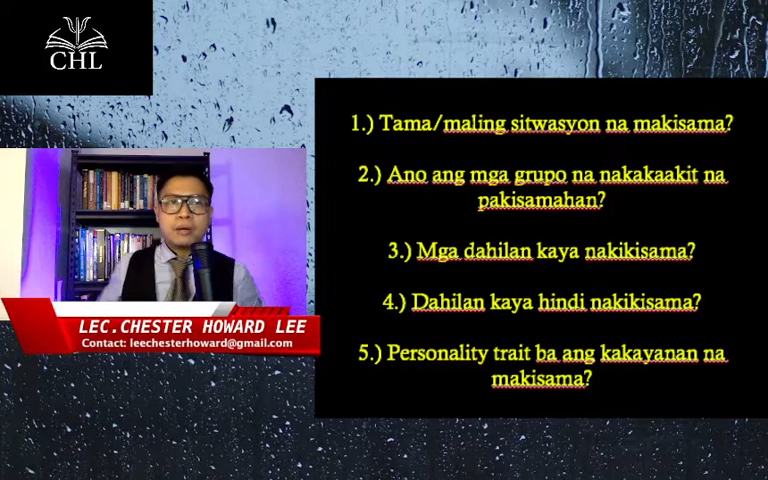 CHL
1.) Tama/maling sitwasyon na makisama?
2.) Ano ang mga grupo na nakakaakit na
pakisamahan?
3.) Mga dahilan kaya nakikisama?
4.) Dahilan kaya hindi nakikisama?
5.) Personality trait ba ang kakayanan na
makisama?
LEC.CHESTER HOWARD LEE
Contact: leechesterhoward@gmail.com